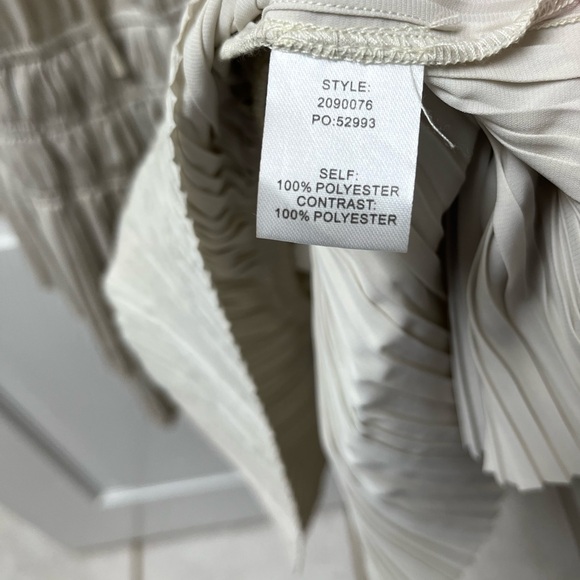 STYLE:
2090076
PO:52993
SELF:
100% POLYESTER
CONTRAST:
100% POLYESTER